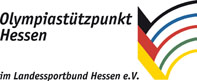 Olympiastützpunkt
Hessen
im Landessportbund Hessen e.V.